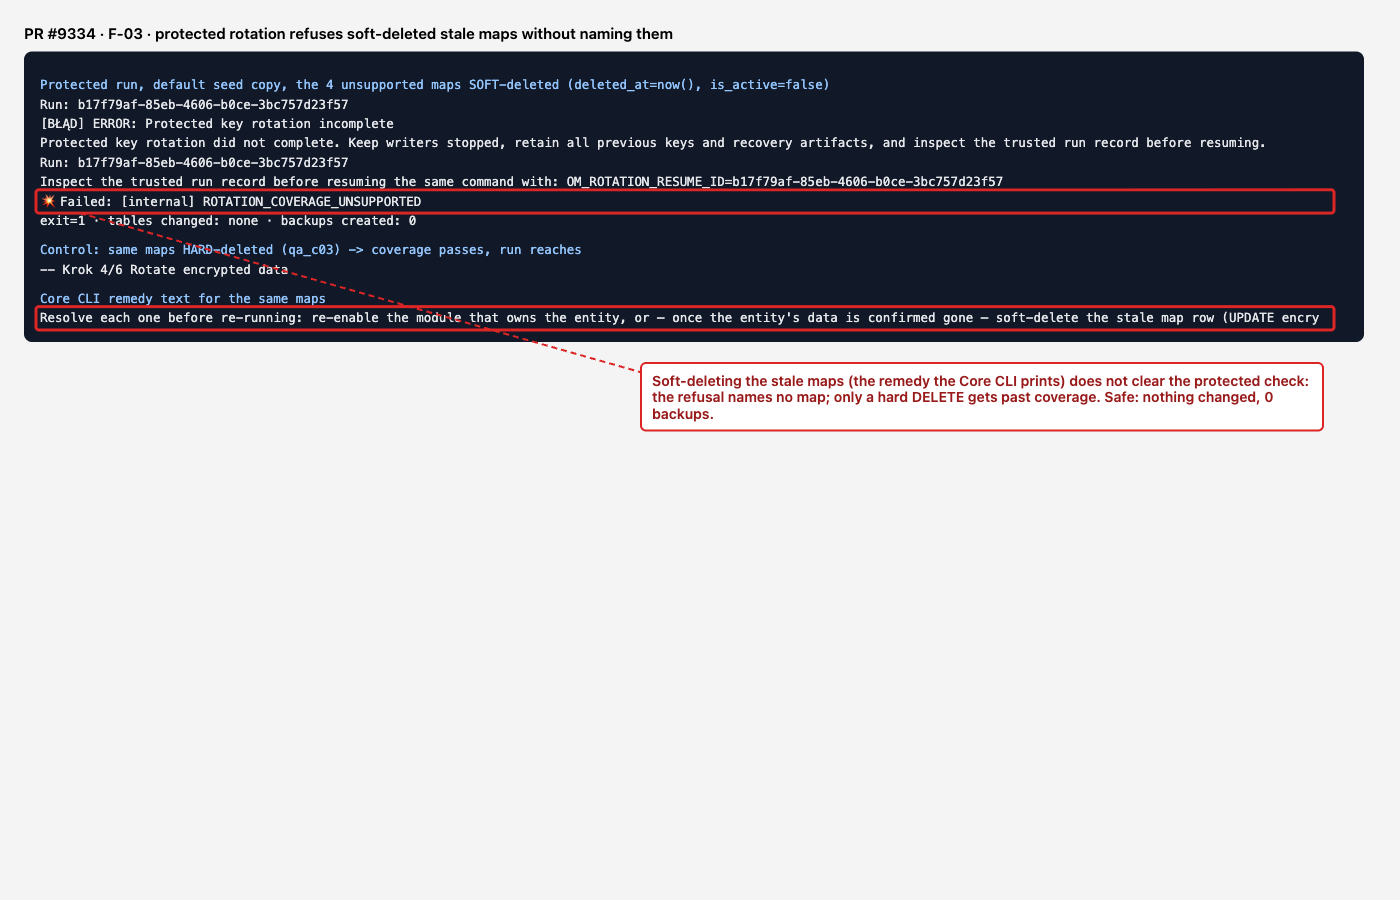 PR #9334 · F-03 · protected rotation refuses soft-deleted stale maps without naming them
Protected run, default seed copy, the 4 unsupported maps SOFT-deleted (deleted_at=now(), is_active=false)
Run: b17f79af-85eb-4606-b0ce-3bc757d23f57
[BŁĄD] ERROR: Protected key rotation incomplete
Protected key rotation did not complete. Keep writers stopped, retain all previous keys and recovery artifacts, and inspect the trusted run record before resuming.
Run: b17f79af-85eb-4606-b0ce-3bc757d23f57
Inspect the trusted run record before resuming the same command with: OM_ROTATION_RESUME_ID=b17f79af-85eb-4606-b0ce-3bc757d23f57
💥 Failed: [internal] ROTATION_COVERAGE_UNSUPPORTED
exit=1 · tables changed: none · backups created: 0
Control: same maps HARD-deleted (qa_c03) -> coverage passes, run reaches
—— Krok 4/6 Rotate encrypted data
Core CLI remedy text for the same maps
Resolve each one before re-running: re-enable the module that owns the entity, or — once the entity's data is confirmed gone — soft-delete the stale map row (UPDATE encry
Soft-deleting the stale maps (the remedy the Core CLI prints) does not clear the protected check:
the refusal names no map; only a hard DELETE gets past coverage. Safe: nothing changed, 0
backups.